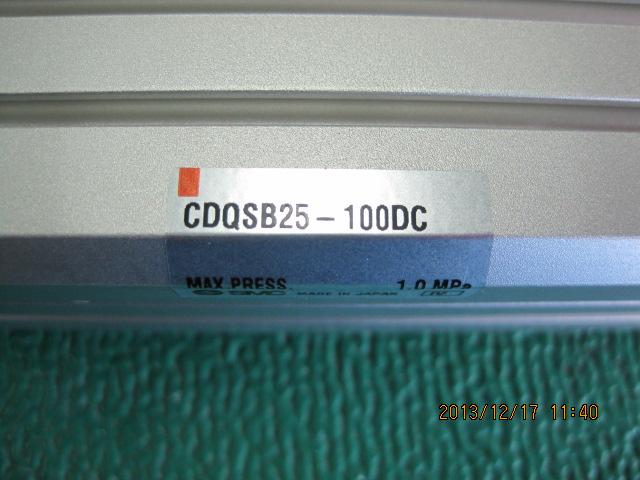 CDQSB25-100DC
MAX PRESS. 1.0 MPa
SMC MADE IN JAPAN
2013/12/17 11:40